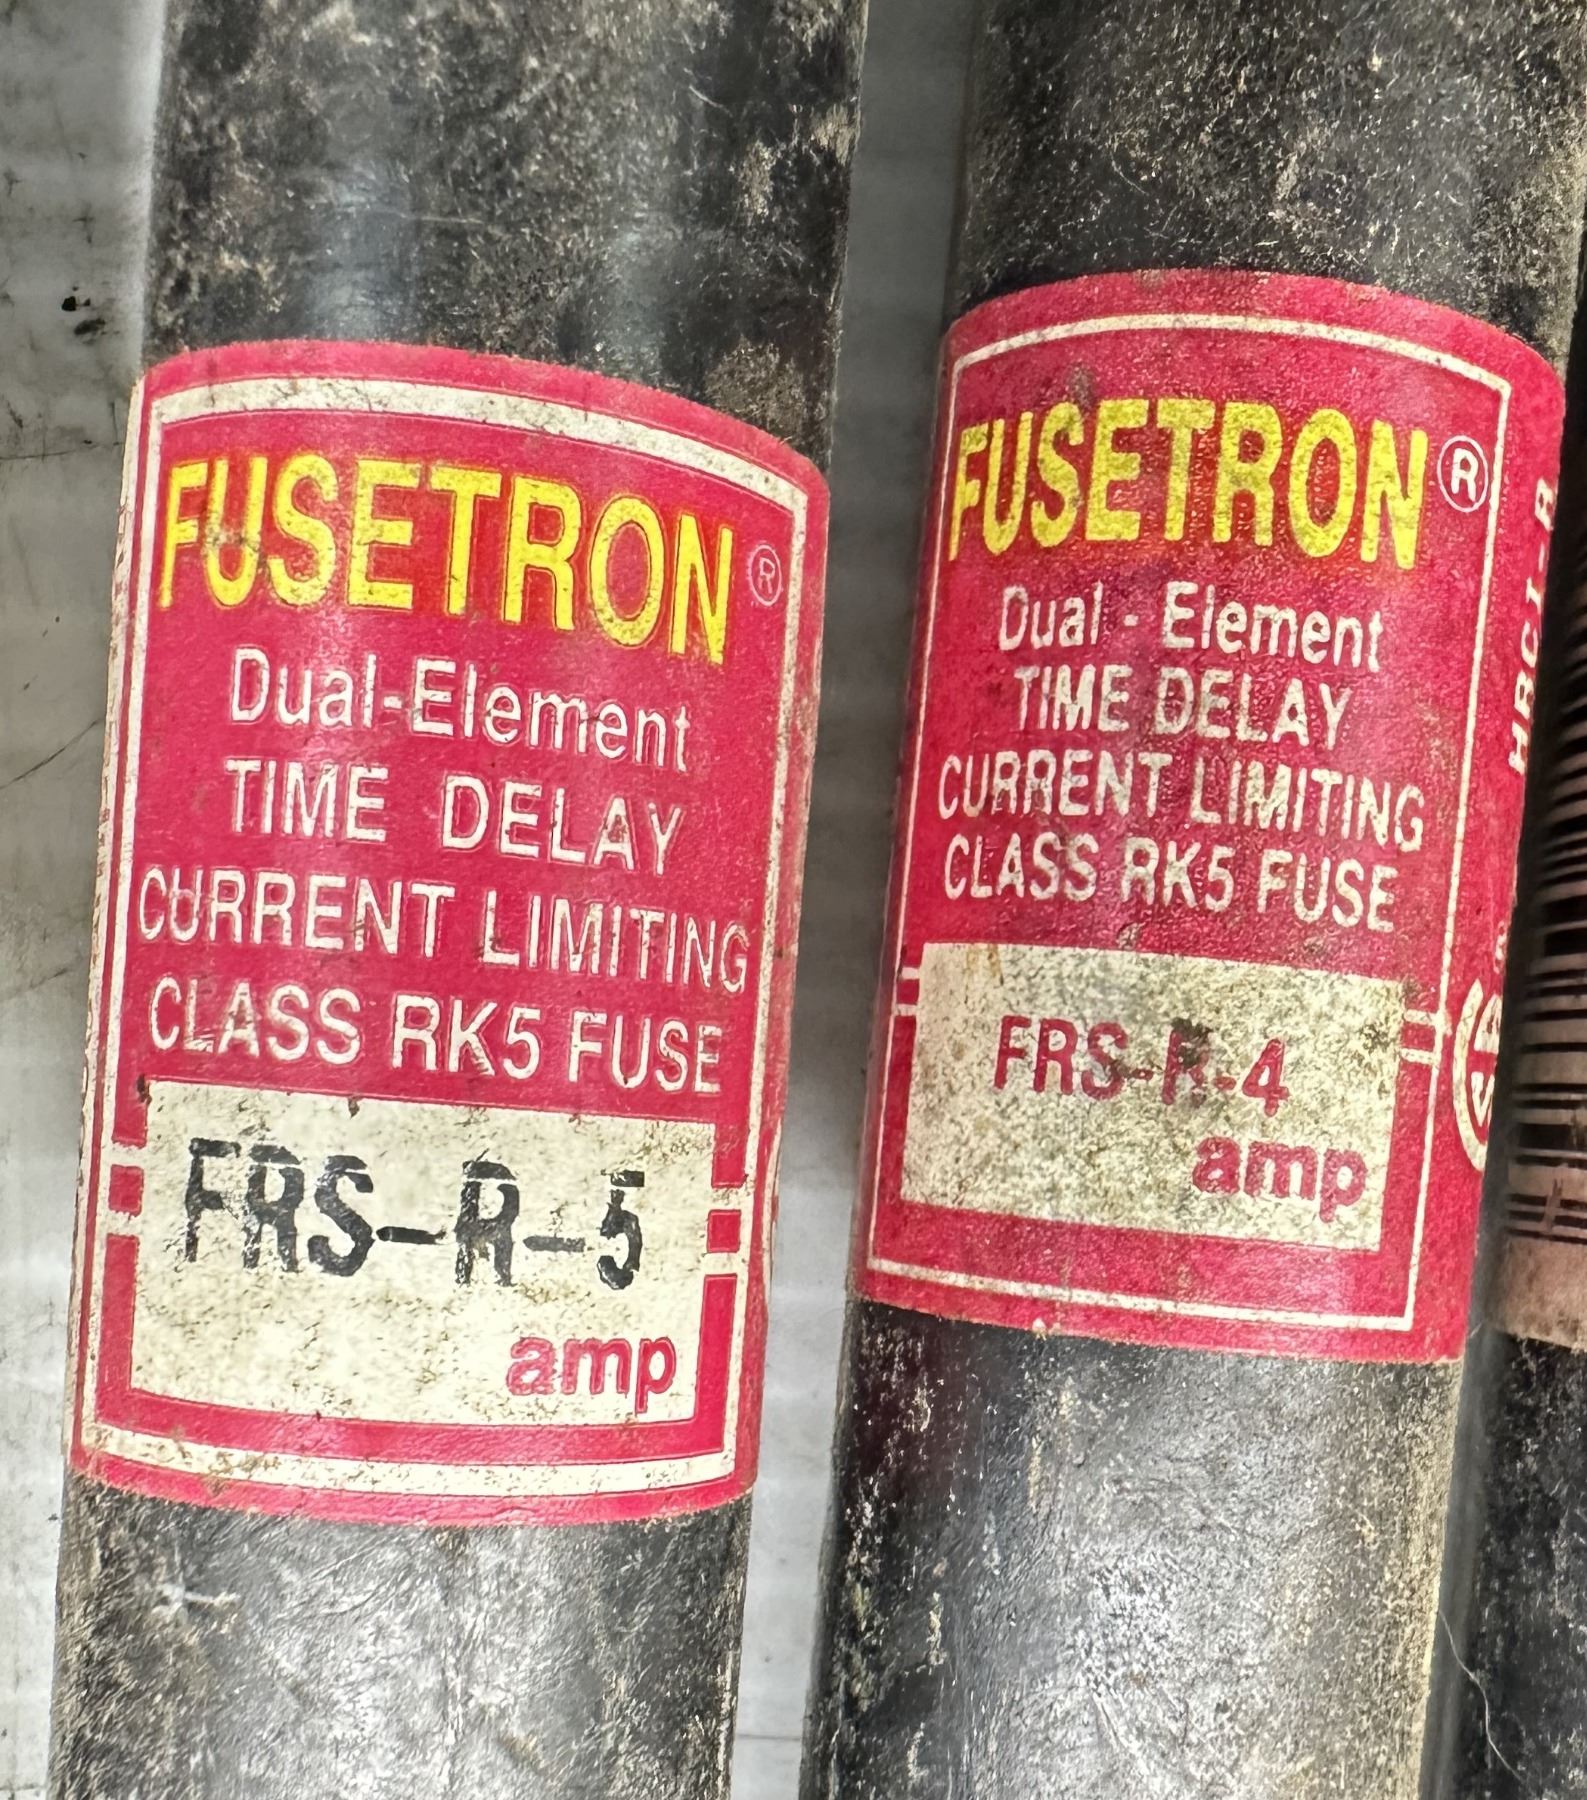 FUSETRON®
Dual-Element
TIME DELAY
CURRENT LIMITING
CLASS RK5 FUSE
FRS-R-5
amp
FUSETRON®
Dual - Element
TIME DELAY
CURRENT LIMITING
CLASS RK5 FUSE
FRS-R-4
amp
HRCI-R